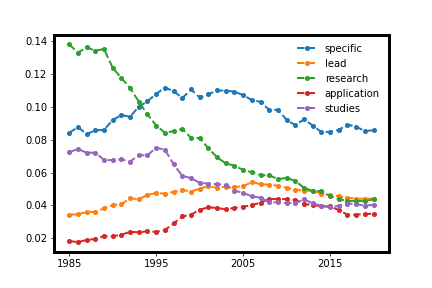 0.14
0.12
0.10
0.08
0.06
0.04
0.02
1985
1995
2005
2015
specific
lead
research
application
studies